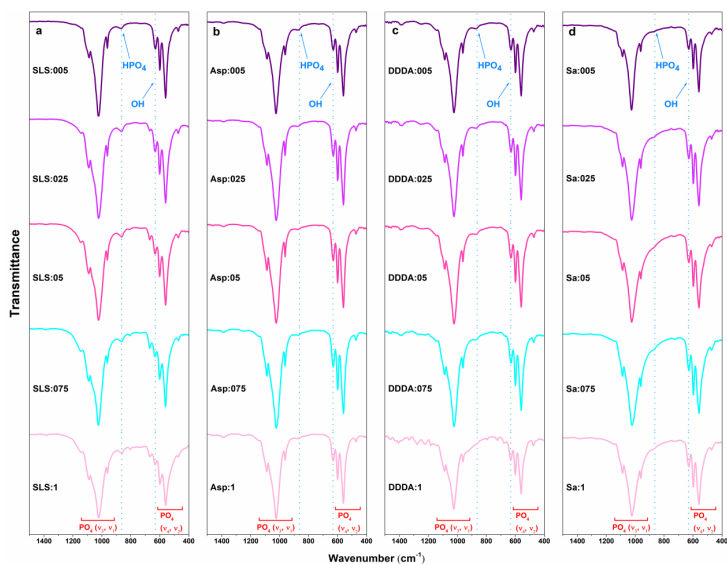 Transmittance
a
SLS:005
HPO₄
OH
SLS:025
SLS:05
SLS:075
SLS:1
PO₄ (ν₁, ν₃)
PO₄
(ν₄, ν₂)
1400 1200 1000 800 600 400
b
Asp:005
HPO₄
OH
Asp:025
Asp:05
Asp:075
Asp:1
PO₄ (ν₁, ν₃)
PO₄
(ν₄, ν₂)
1400 1200 1000 800 600 400
c
DDDA:005
HPO₄
OH
DDDA:025
DDDA:05
DDDA:075
DDDA:1
PO₄ (ν₁, ν₃)
PO₄
(ν₄, ν₂)
1400 1200 1000 800 600 400
d
Sa:005
HPO₄
OH
Sa:025
Sa:05
Sa:075
Sa:1
PO₄ (ν₁, ν₃)
PO₄
(ν₄, ν₂)
1400 1200 1000 800 600 400
Wavenumber (cm⁻¹)